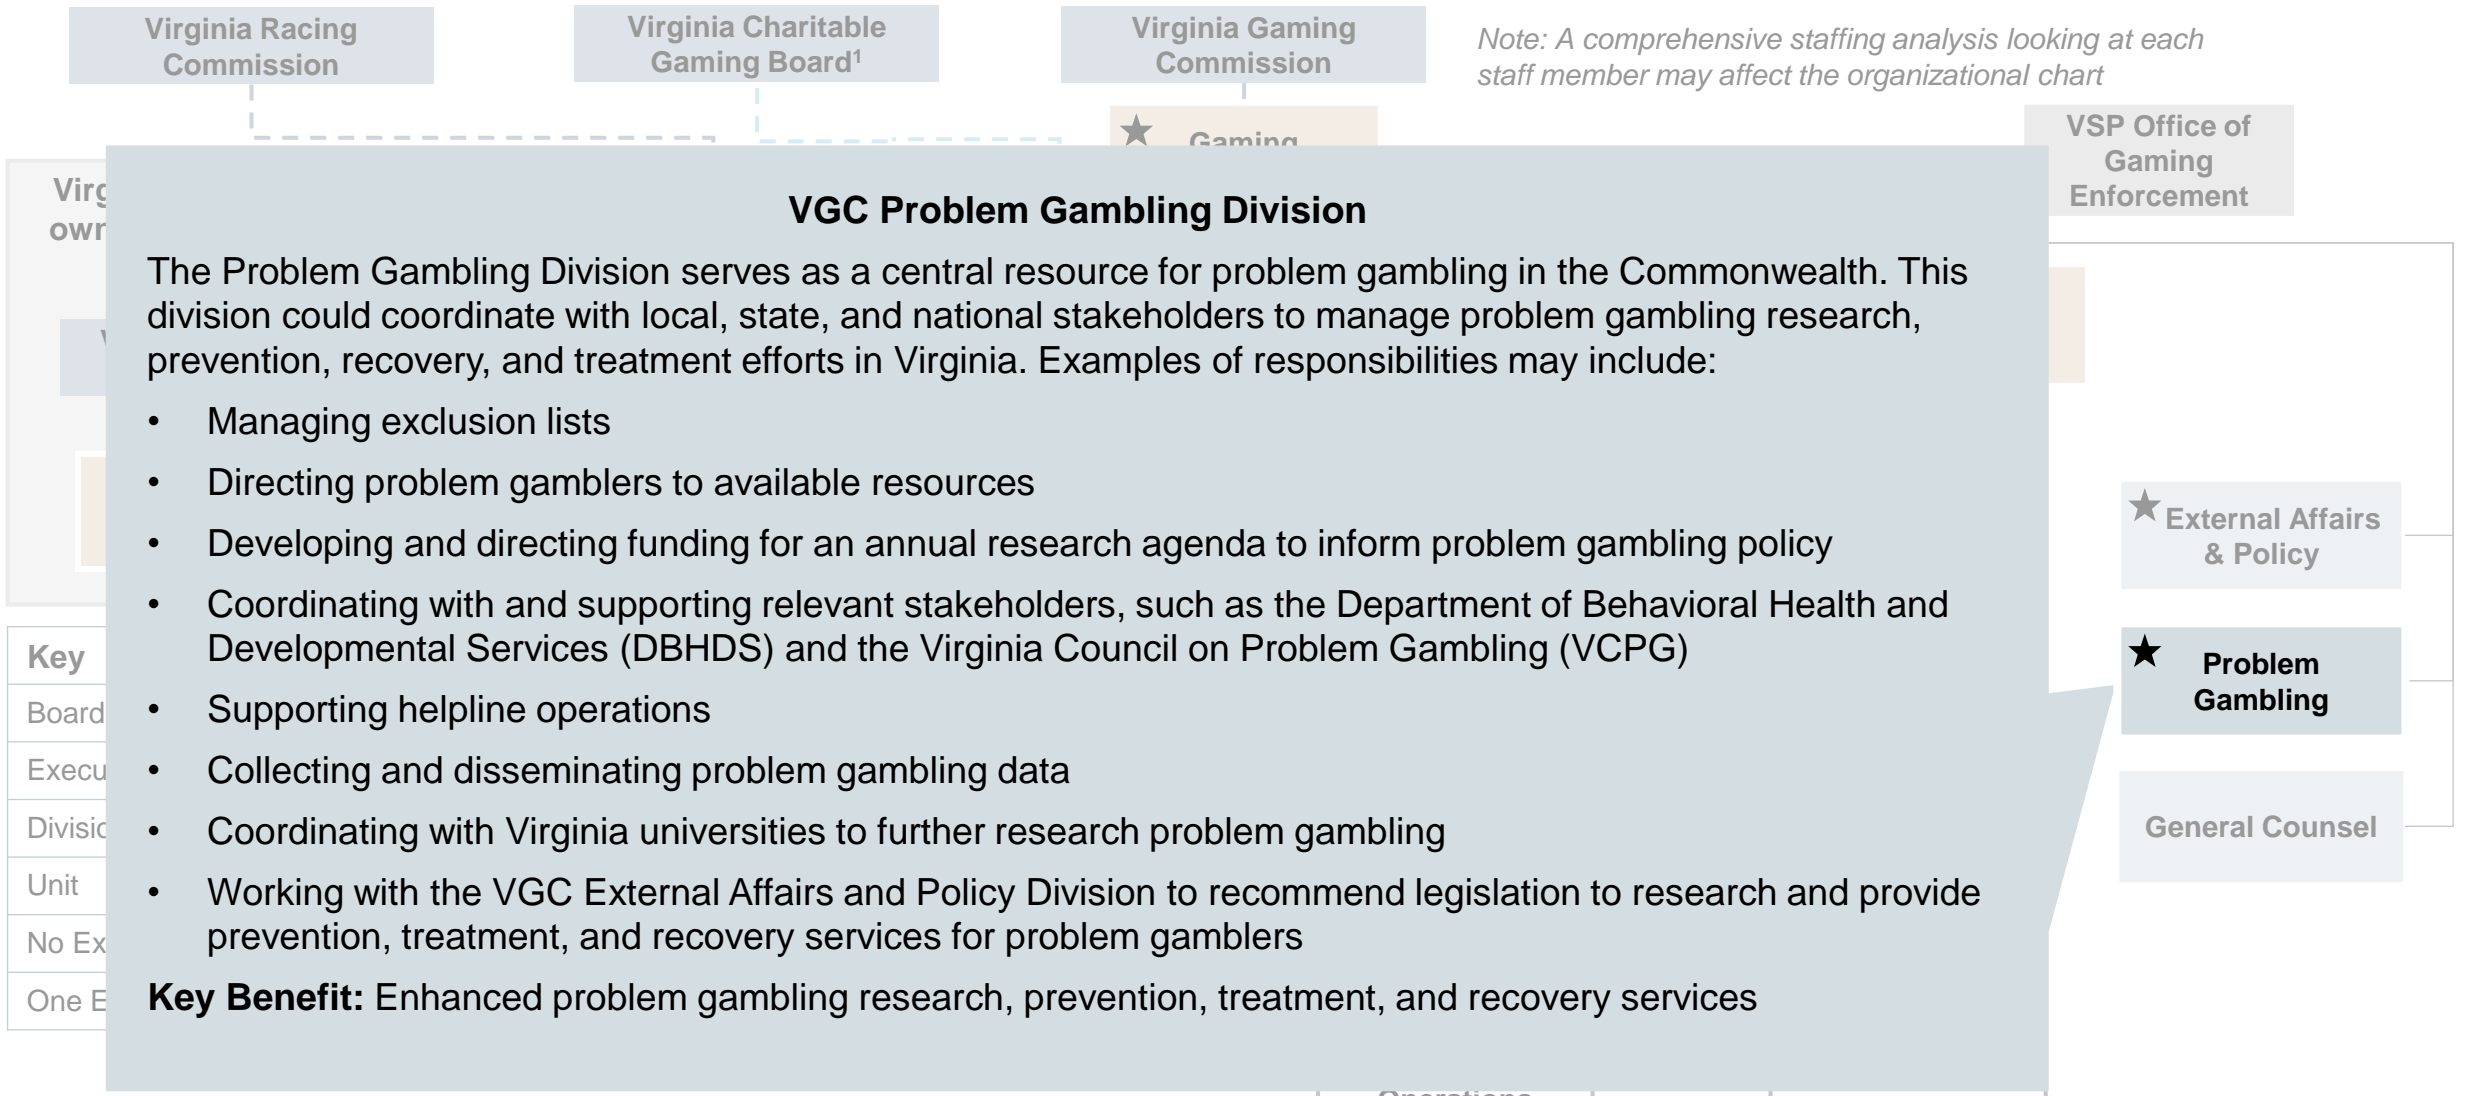 Virginia Racing
Commission
Virginia Charitable
Gaming Board¹
Virginia Gaming
Commission
Note: A comprehensive staffing analysis looking at each
staff member may affect the organizational chart
Gaming
VSP Office of
Gaming
Enforcement
VGC Problem Gambling Division
The Problem Gambling Division serves as a central resource for problem gambling in the Commonwealth. This
division could coordinate with local, state, and national stakeholders to manage problem gambling research,
prevention, recovery, and treatment efforts in Virginia. Examples of responsibilities may include:
• Managing exclusion lists
• Directing problem gamblers to available resources
• Developing and directing funding for an annual research agenda to inform problem gambling policy
• Coordinating with and supporting relevant stakeholders, such as the Department of Behavioral Health and
Developmental Services (DBHDS) and the Virginia Council on Problem Gambling (VCPG)
• Supporting helpline operations
• Collecting and disseminating problem gambling data
• Coordinating with Virginia universities to further research problem gambling
• Working with the VGC External Affairs and Policy Division to recommend legislation to research and provide
prevention, treatment, and recovery services for problem gamblers
Key Benefit: Enhanced problem gambling research, prevention, treatment, and recovery services
External Affairs
& Policy
Problem
Gambling
General Counsel
Key
Board
Unit
No Ex
One E
Operations